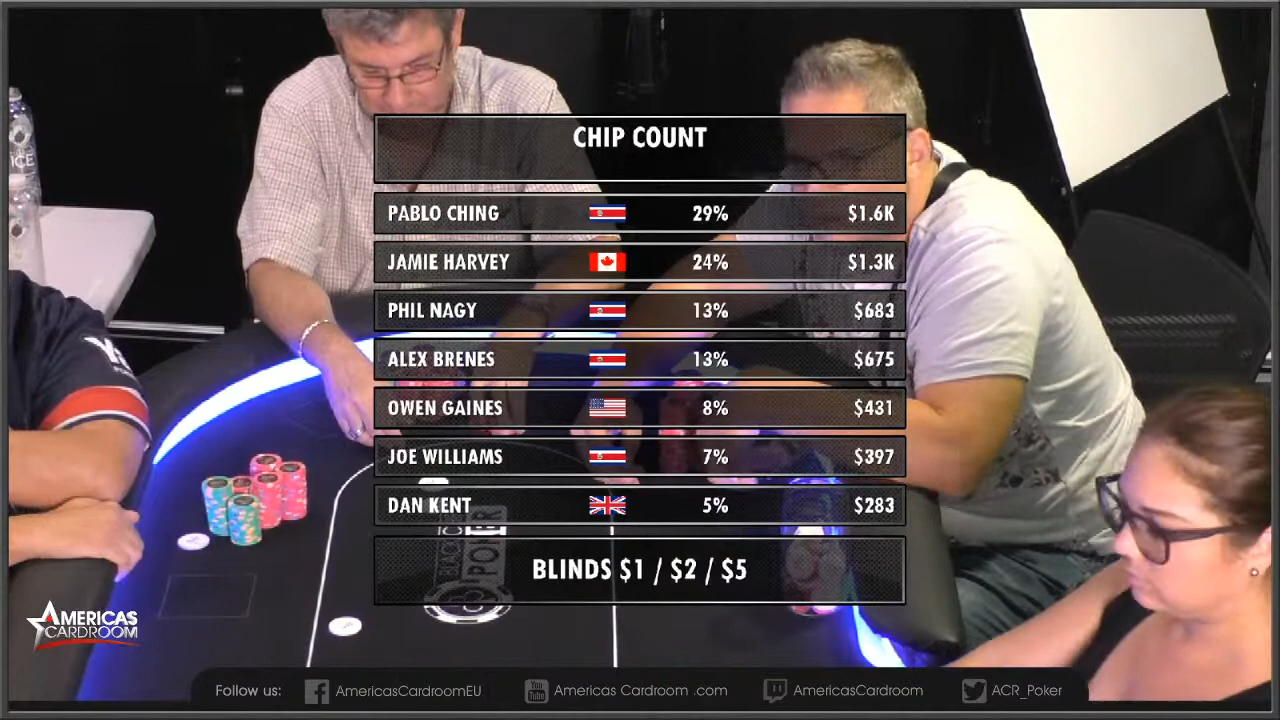 CHIP COUNT
PABLO CHING 29% $1.6K
JAMIE HARVEY 24% $1.3K
PHIL NAGY 13% $683
ALEX BRENES 13% $675
OWEN GAINES 8% $431
JOE WILLIAMS 7% $397
DAN KENT 5% $283
BLINDS $1 / $2 / $5
AMERICAS
CARDROOM
Follow us: AmericasCardroomEU You Tube Americas Cardroom .com AmericasCardroom ACR_Poker